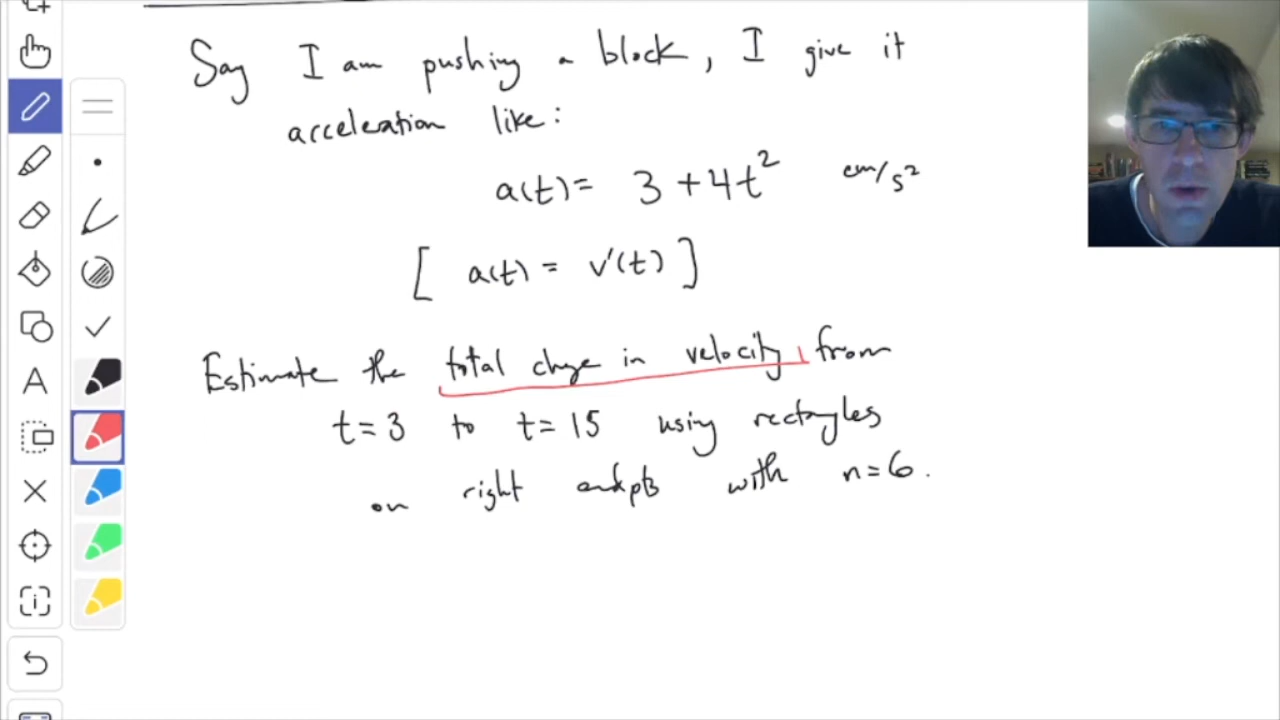 Say I am pushing a block, I give it
acceleration like:
a(t) = 3 + 4t² cm/s²
[ a(t) = v'(t) ]
Estimate the total change in velocity from
t = 3 to t = 15 using rectangles
on right endpts with n = 6.